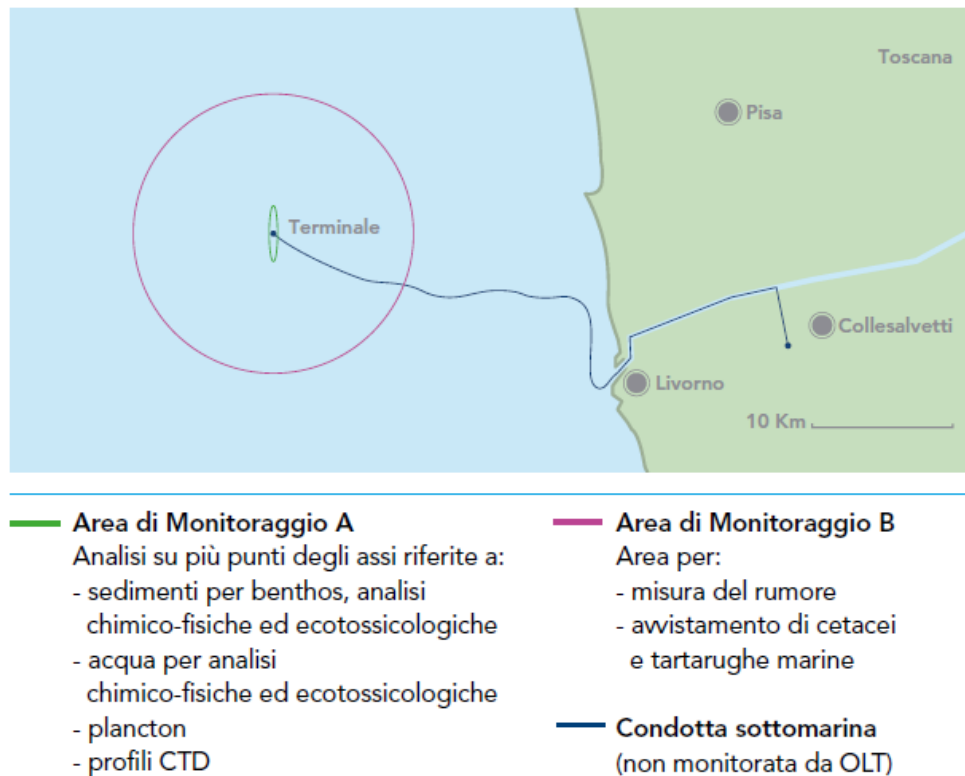 Toscana
Pisa
Terminale
Collesalvetti
Livorno
10 Km
Area di Monitoraggio A
Analisi su più punti degli assi riferite a:
- sedimenti per benthos, analisi
chimico-fisiche ed ecotossicologiche
- acqua per analisi
chimico-fisiche ed ecotossicologiche
- plancton
- profili CTD
Area di Monitoraggio B
Area per:
- misura del rumore
- avvistamento di cetacei
e tartarughe marine
Condotta sottomarina
(non monitorata da OLT)